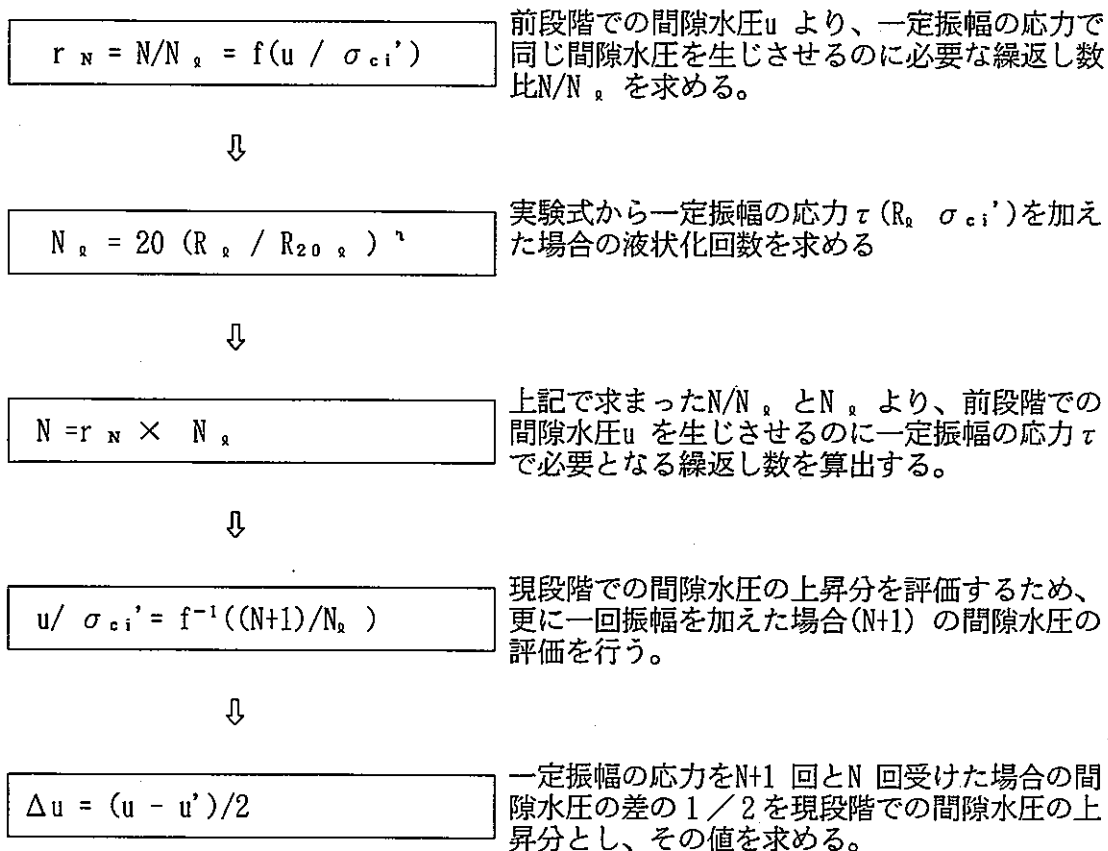 r N = N/N ℓ = f(u / σci')
前段階での間隙水圧u より、一定振幅の応力で
同じ間隙水圧を生じさせるのに必要な繰返し数
比N/N ℓ を求める。
⇩
N ℓ = 20 (R ℓ / R20 ℓ ) ㄱ
実験式から一定振幅の応力τ(Rℓ σci')を加え
た場合の液状化回数を求める
⇩
N =r N × N ℓ
上記で求まったN/N ℓ とN ℓ より、前段階での
間隙水圧u を生じさせるのに一定振幅の応力τ
で必要となる繰返し数を算出する。
⇩
u/ σci'= f⁻¹((N+1)/Nℓ )
現段階での間隙水圧の上昇分を評価するため、
更に一回振幅を加えた場合(N+1) の間隙水圧の
評価を行う。
⇩
Δu = (u - u')/2
一定振幅の応力をN+1 回とN 回受けた場合の間
隙水圧の差の1/2を現段階での間隙水圧の上
昇分とし、その値を求める。